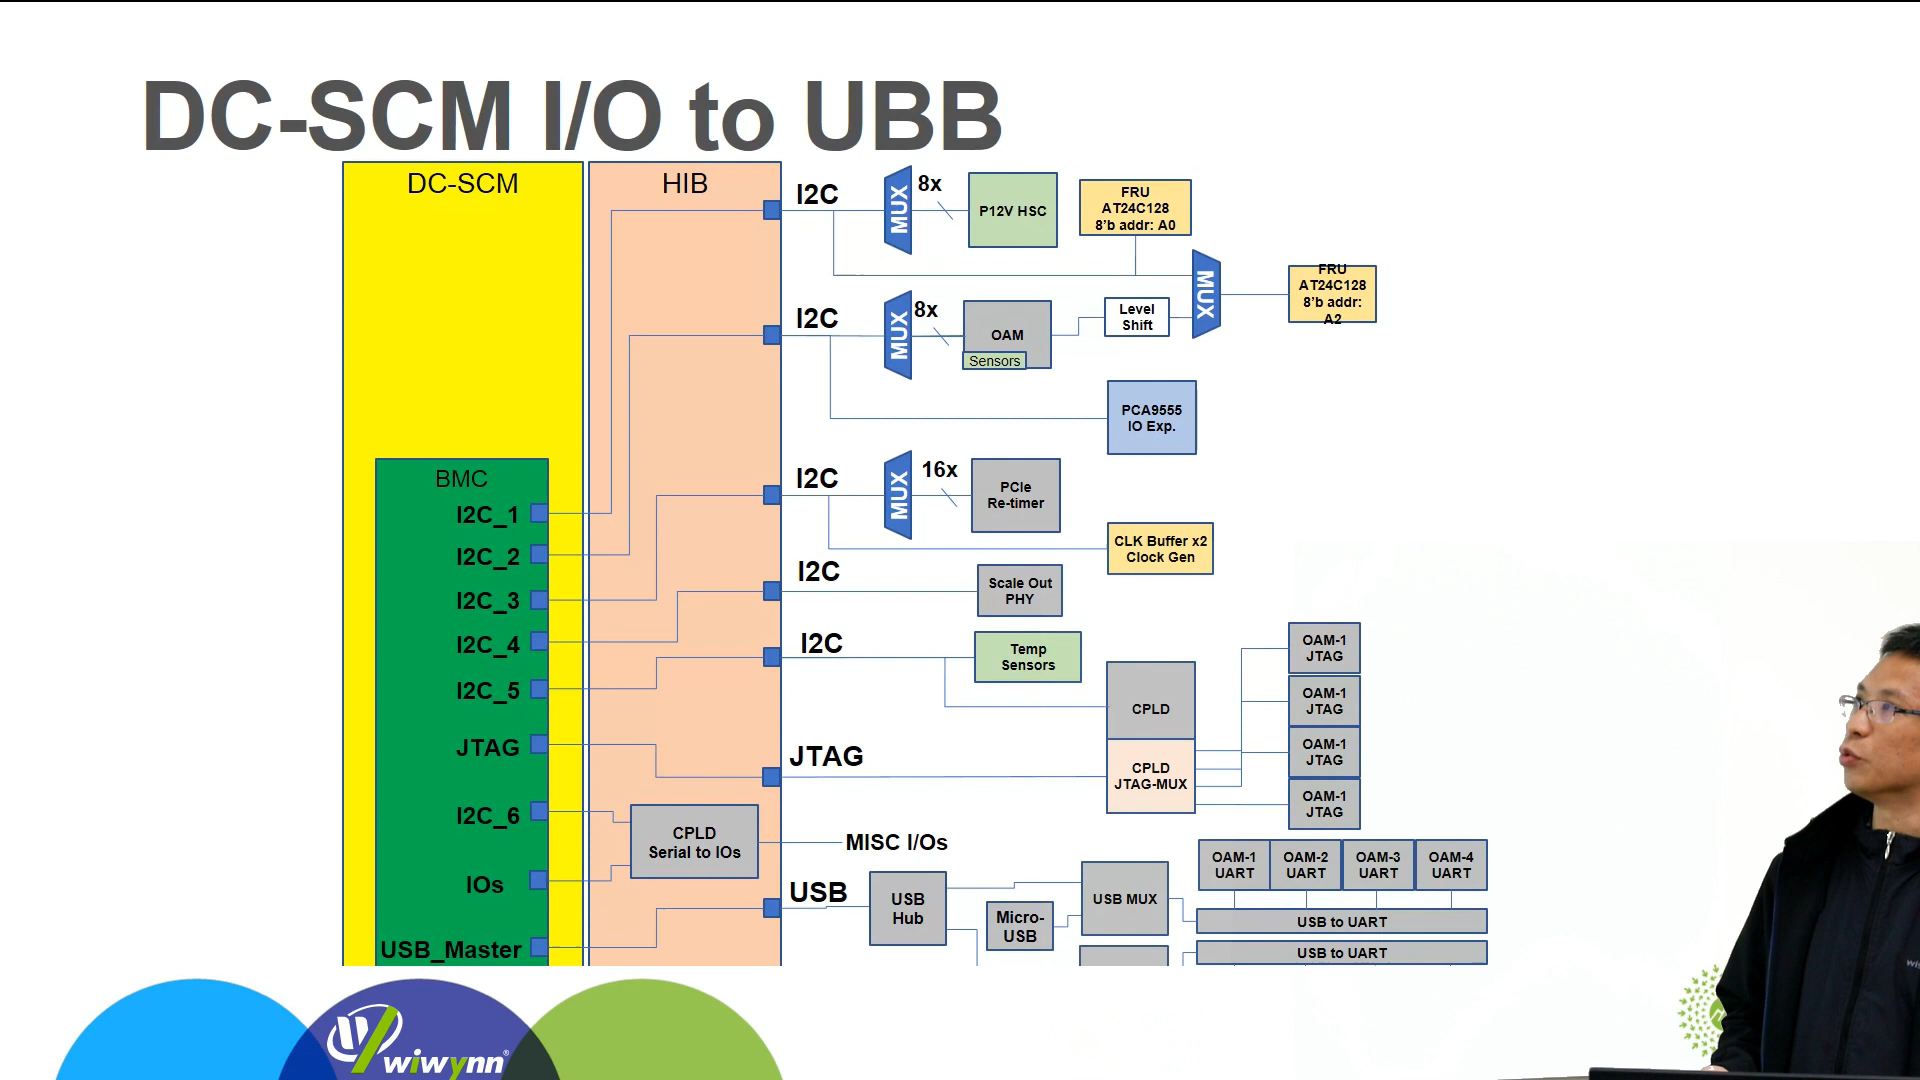 DC-SCM I/O to UBB
DC-SCM
HIB
I2C
MUX
8x
P12V HSC
FRU
AT24C128
8’b addr: A0
MUX
FRU
AT24C128
8’b addr:
A2
I2C
MUX
8x
OAM
Sensors
Level
Shift
PCA9555
IO Exp.
BMC
I2C_1
I2C_2
I2C_3
I2C_4
I2C_5
JTAG
I2C_6
IOs
USB_Master
I2C
MUX
16x
PCIe
Re-timer
CLK Buffer x2
Clock Gen
I2C
Scale Out
PHY
I2C
Temp
Sensors
CPLD
CPLD
JTAG-MUX
OAM-1
JTAG
OAM-1
JTAG
OAM-1
JTAG
OAM-1
JTAG
JTAG
CPLD
Serial to IOs
MISC I/Os
USB
USB
Hub
Micro-
USB
USB MUX
OAM-1
UART
OAM-2
UART
OAM-3
UART
OAM-4
UART
USB to UART
USB to UART
wiwynn®